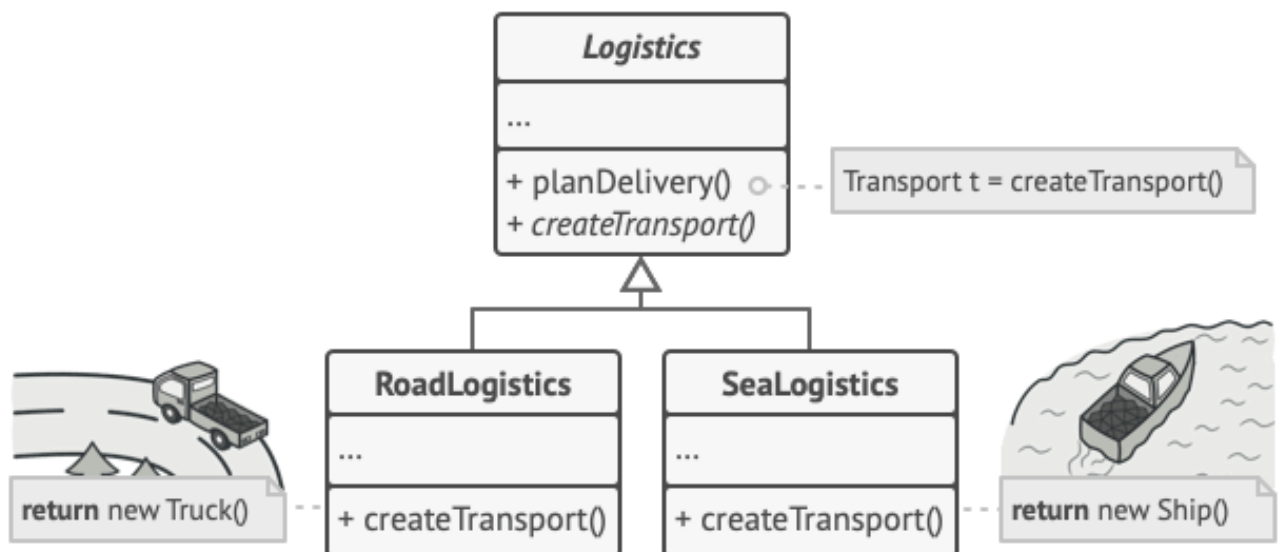 Logistics
...
+ planDelivery()
Transport t = createTransport()
+ createTransport()
RoadLogistics
SeaLogistics
...
...
return new Truck()
+ createTransport()
+ createTransport()
return new Ship()